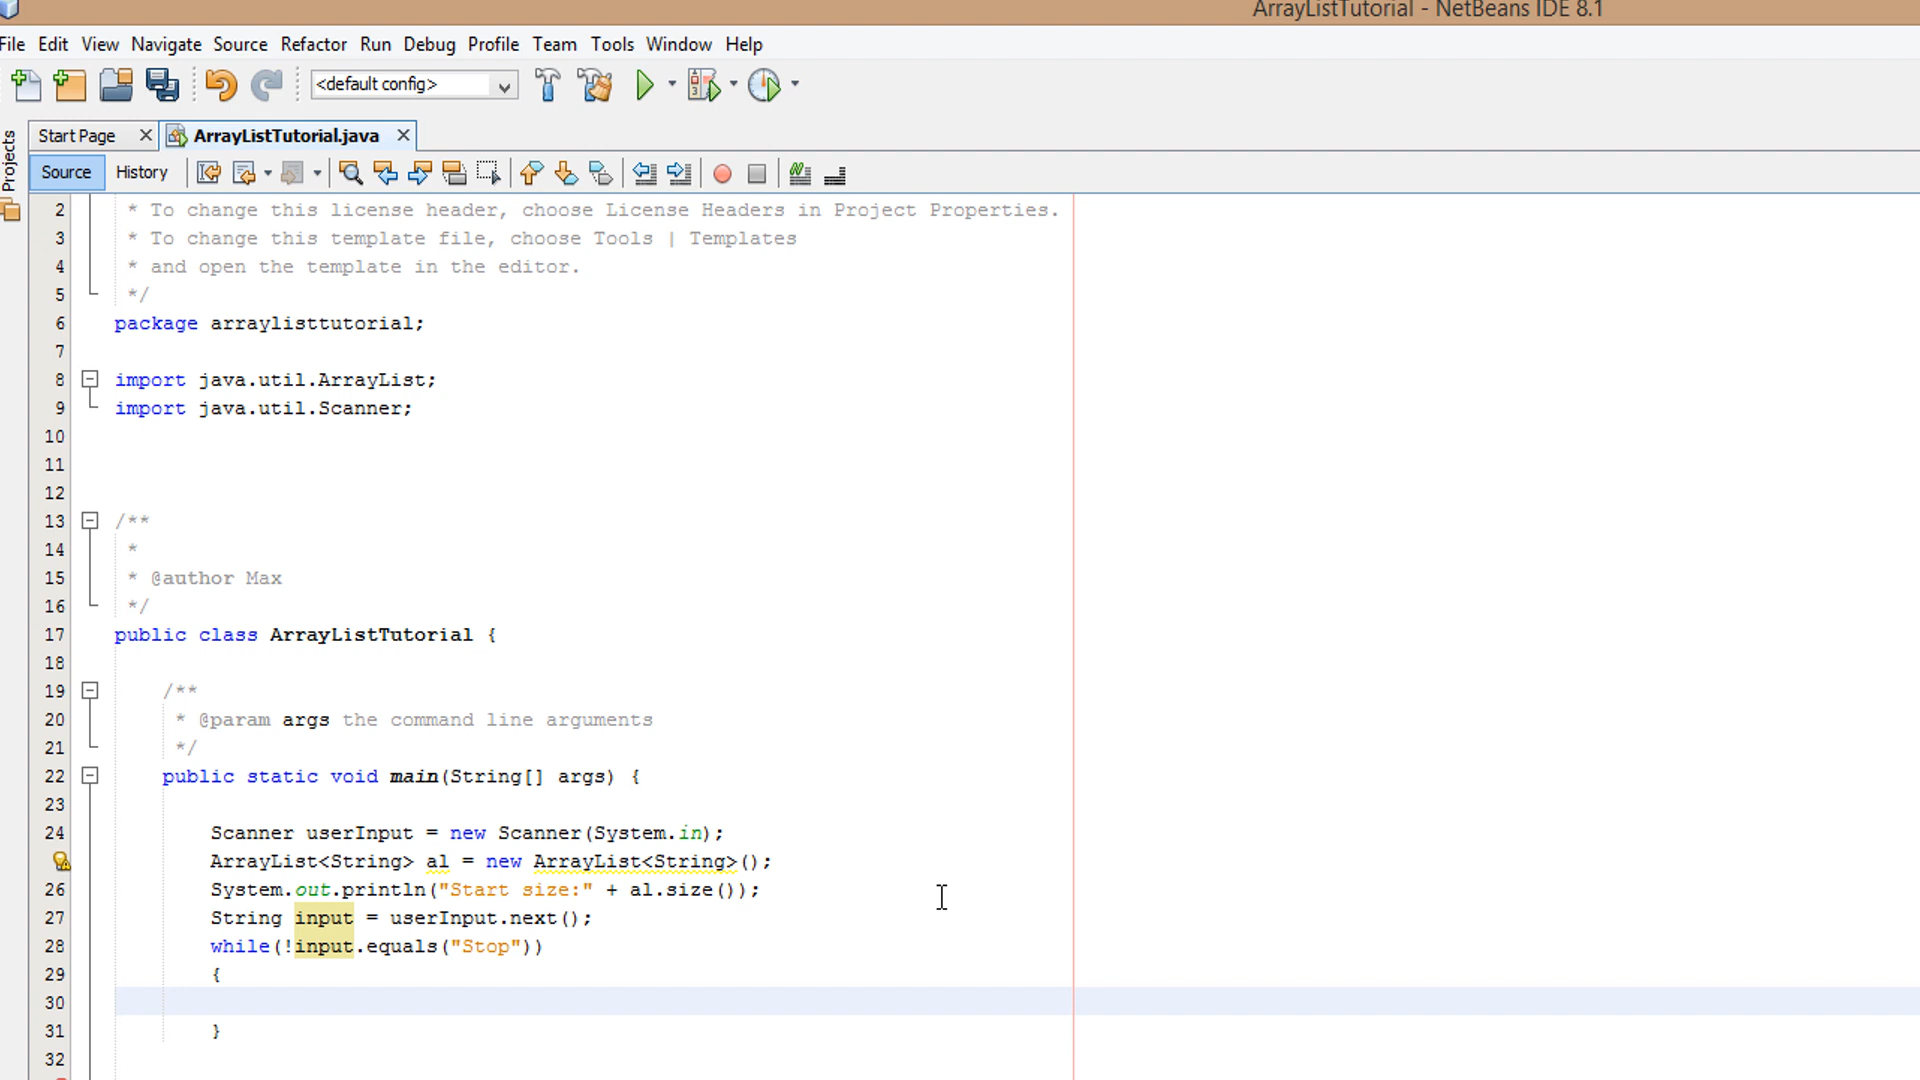 ArrayListTutorial - NetBeans IDE 8.1
File Edit View Navigate Source Refactor Run Debug Profile Team Tools Window Help
<default config>
Projects
Start Page
ArrayListTutorial.java
Source History
2 * To change this license header, choose License Headers in Project Properties.
3 * To change this template file, choose Tools | Templates
4 * and open the template in the editor.
5 */
6 package arraylisttutorial;
7
8 import java.util.ArrayList;
9 import java.util.Scanner;
10
11
12
13 /**
14 *
15 * @author Max
16 */
17 public class ArrayListTutorial {
18
19 /**
20 * @param args the command line arguments
21 */
22 public static void main(String[] args) {
23
24 Scanner userInput = new Scanner(System.in);
ArrayList<String> al = new ArrayList<String>();
26 System.out.println("Start size:" + al.size());
27 String input = userInput.next();
28 while(!input.equals("Stop"))
29 {
30
31 }
32